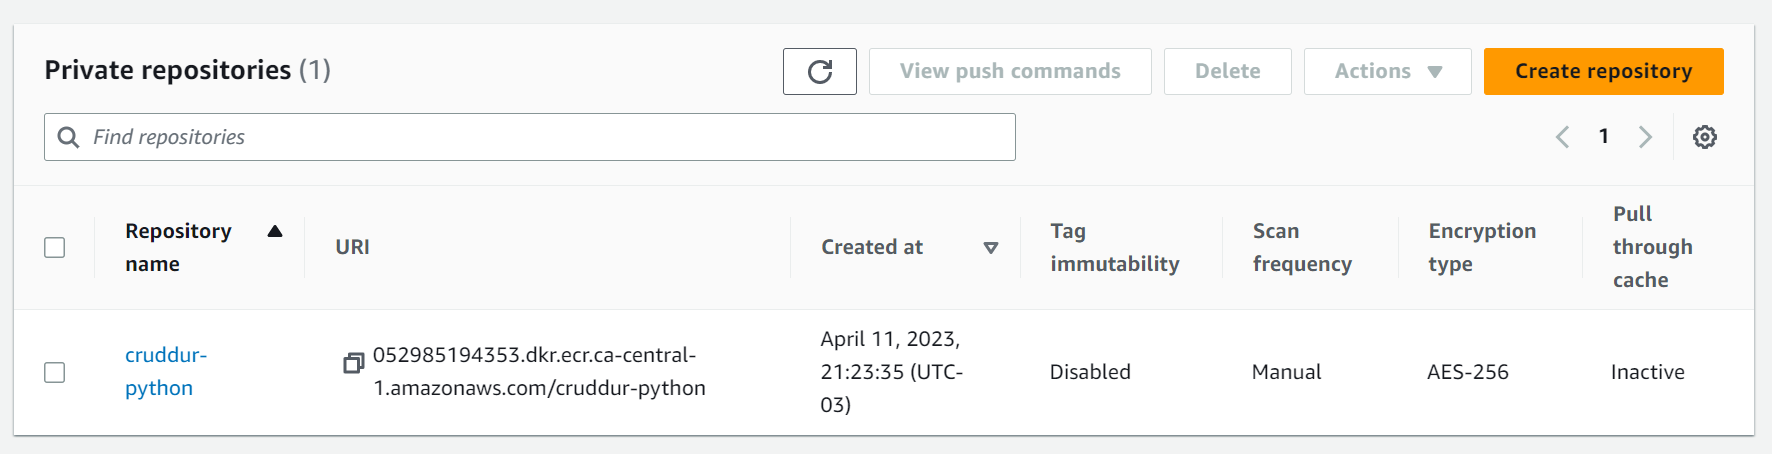 Private repositories (1)
View push commands
Delete
Actions
Create repository
Find repositories
1
Repository
name
URI
Created at
Tag
immutability
Scan
frequency
Encryption
type
Pull
through
cache
cruddur-
python
052985194353.dkr.ecr.ca-central-
1.amazonaws.com/cruddur-python
April 11, 2023,
21:23:35 (UTC-
03)
Disabled
Manual
AES-256
Inactive